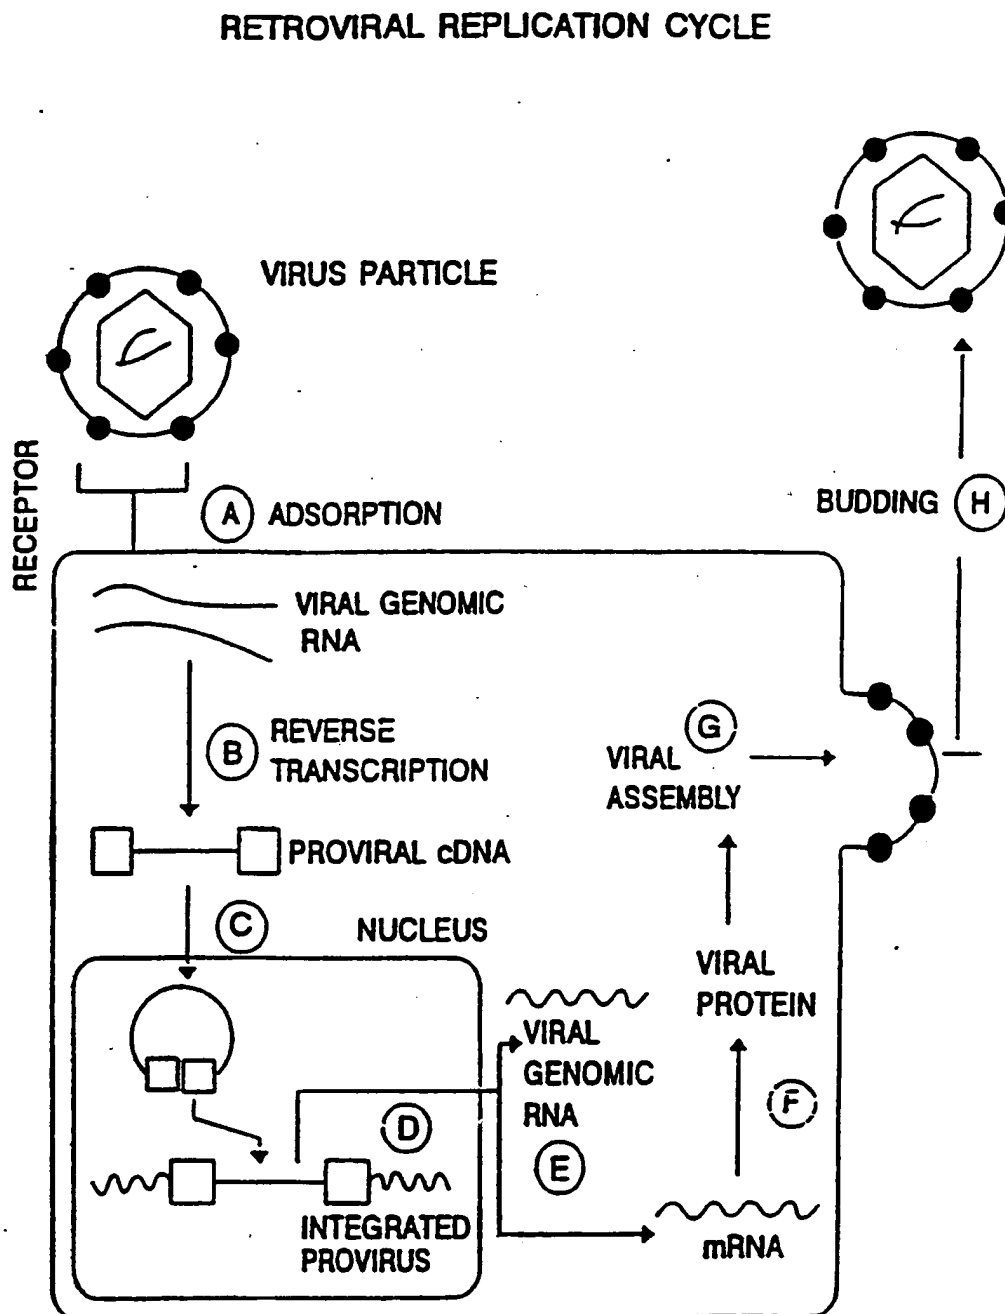 RETROVIRAL REPLICATION CYCLE
VIRUS PARTICLE
RECEPTOR
A ADSORPTION
BUDDING H
VIRAL GENOMIC
RNA
B REVERSE
TRANSCRIPTION
G
VIRAL
ASSEMBLY
PROVIRAL cDNA
C
NUCLEUS
VIRAL
PROTEIN
VIRAL
GENOMIC
RNA
D
E
F
INTEGRATED
PROVIRUS
mRNA